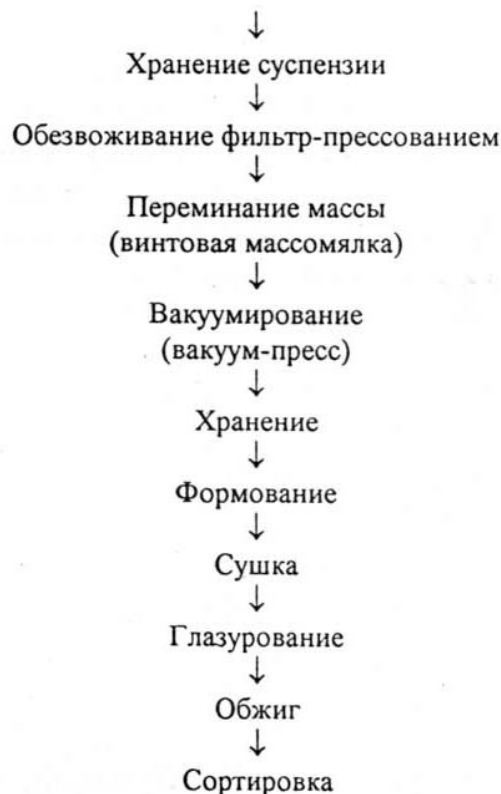 ↓
Хранение суспензии
↓
Обезвоживание фильтр-прессованием
↓
Переминание массы
(винтовая массомялка)
↓
Вакуумирование
(вакуум-пресс)
↓
Хранение
↓
Формование
↓
Сушка
↓
Глазурование
↓
Обжиг
↓
Сортировка